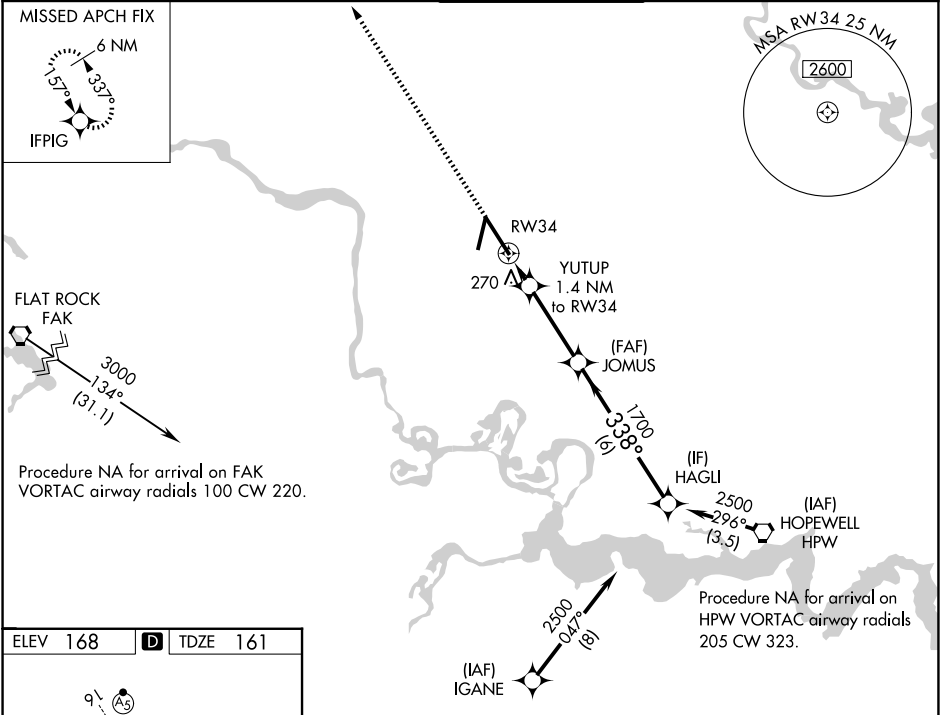 MISSED APCH FIX
6 NM
157°
337°
IFPIG
MSA RW34 25 NM
2600
RW34
270
YUTUP
1.4 NM
to RW34
FLAT ROCK
FAK
3000
134°
(31.1)
(FAF)
JOMUS
1700
338°
(6)
Procedure NA for arrival on FAK
VORTAC airway radials 100 CW 220.
(IF)
HAGLI
2500
296°
(3.5)
(IAF)
HOPEWELL
HPW
Procedure NA for arrival on
HPW VORTAC airway radials
205 CW 323.
2500
047°
(8)
(IAF)
IGANE
ELEV 168 D TDZE 161
16
A5